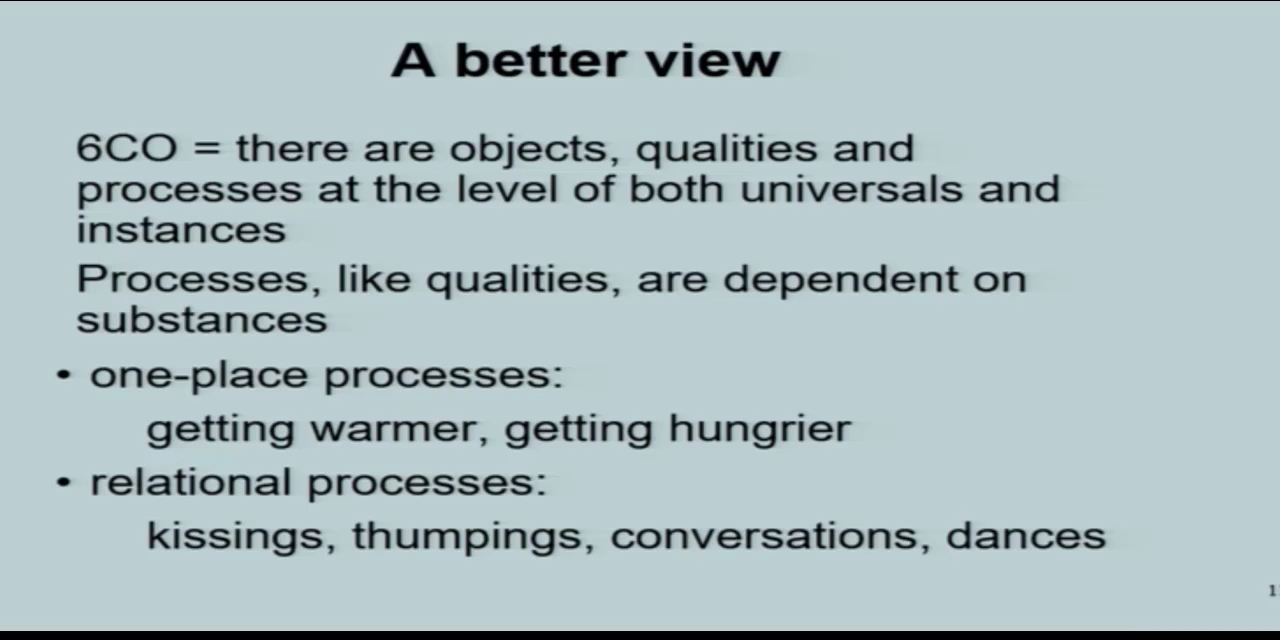 A better view
6CO = there are objects, qualities and
processes at the level of both universals and
instances
Processes, like qualities, are dependent on
substances
• one-place processes:
getting warmer, getting hungrier
• relational processes:
kissings, thumpings, conversations, dances